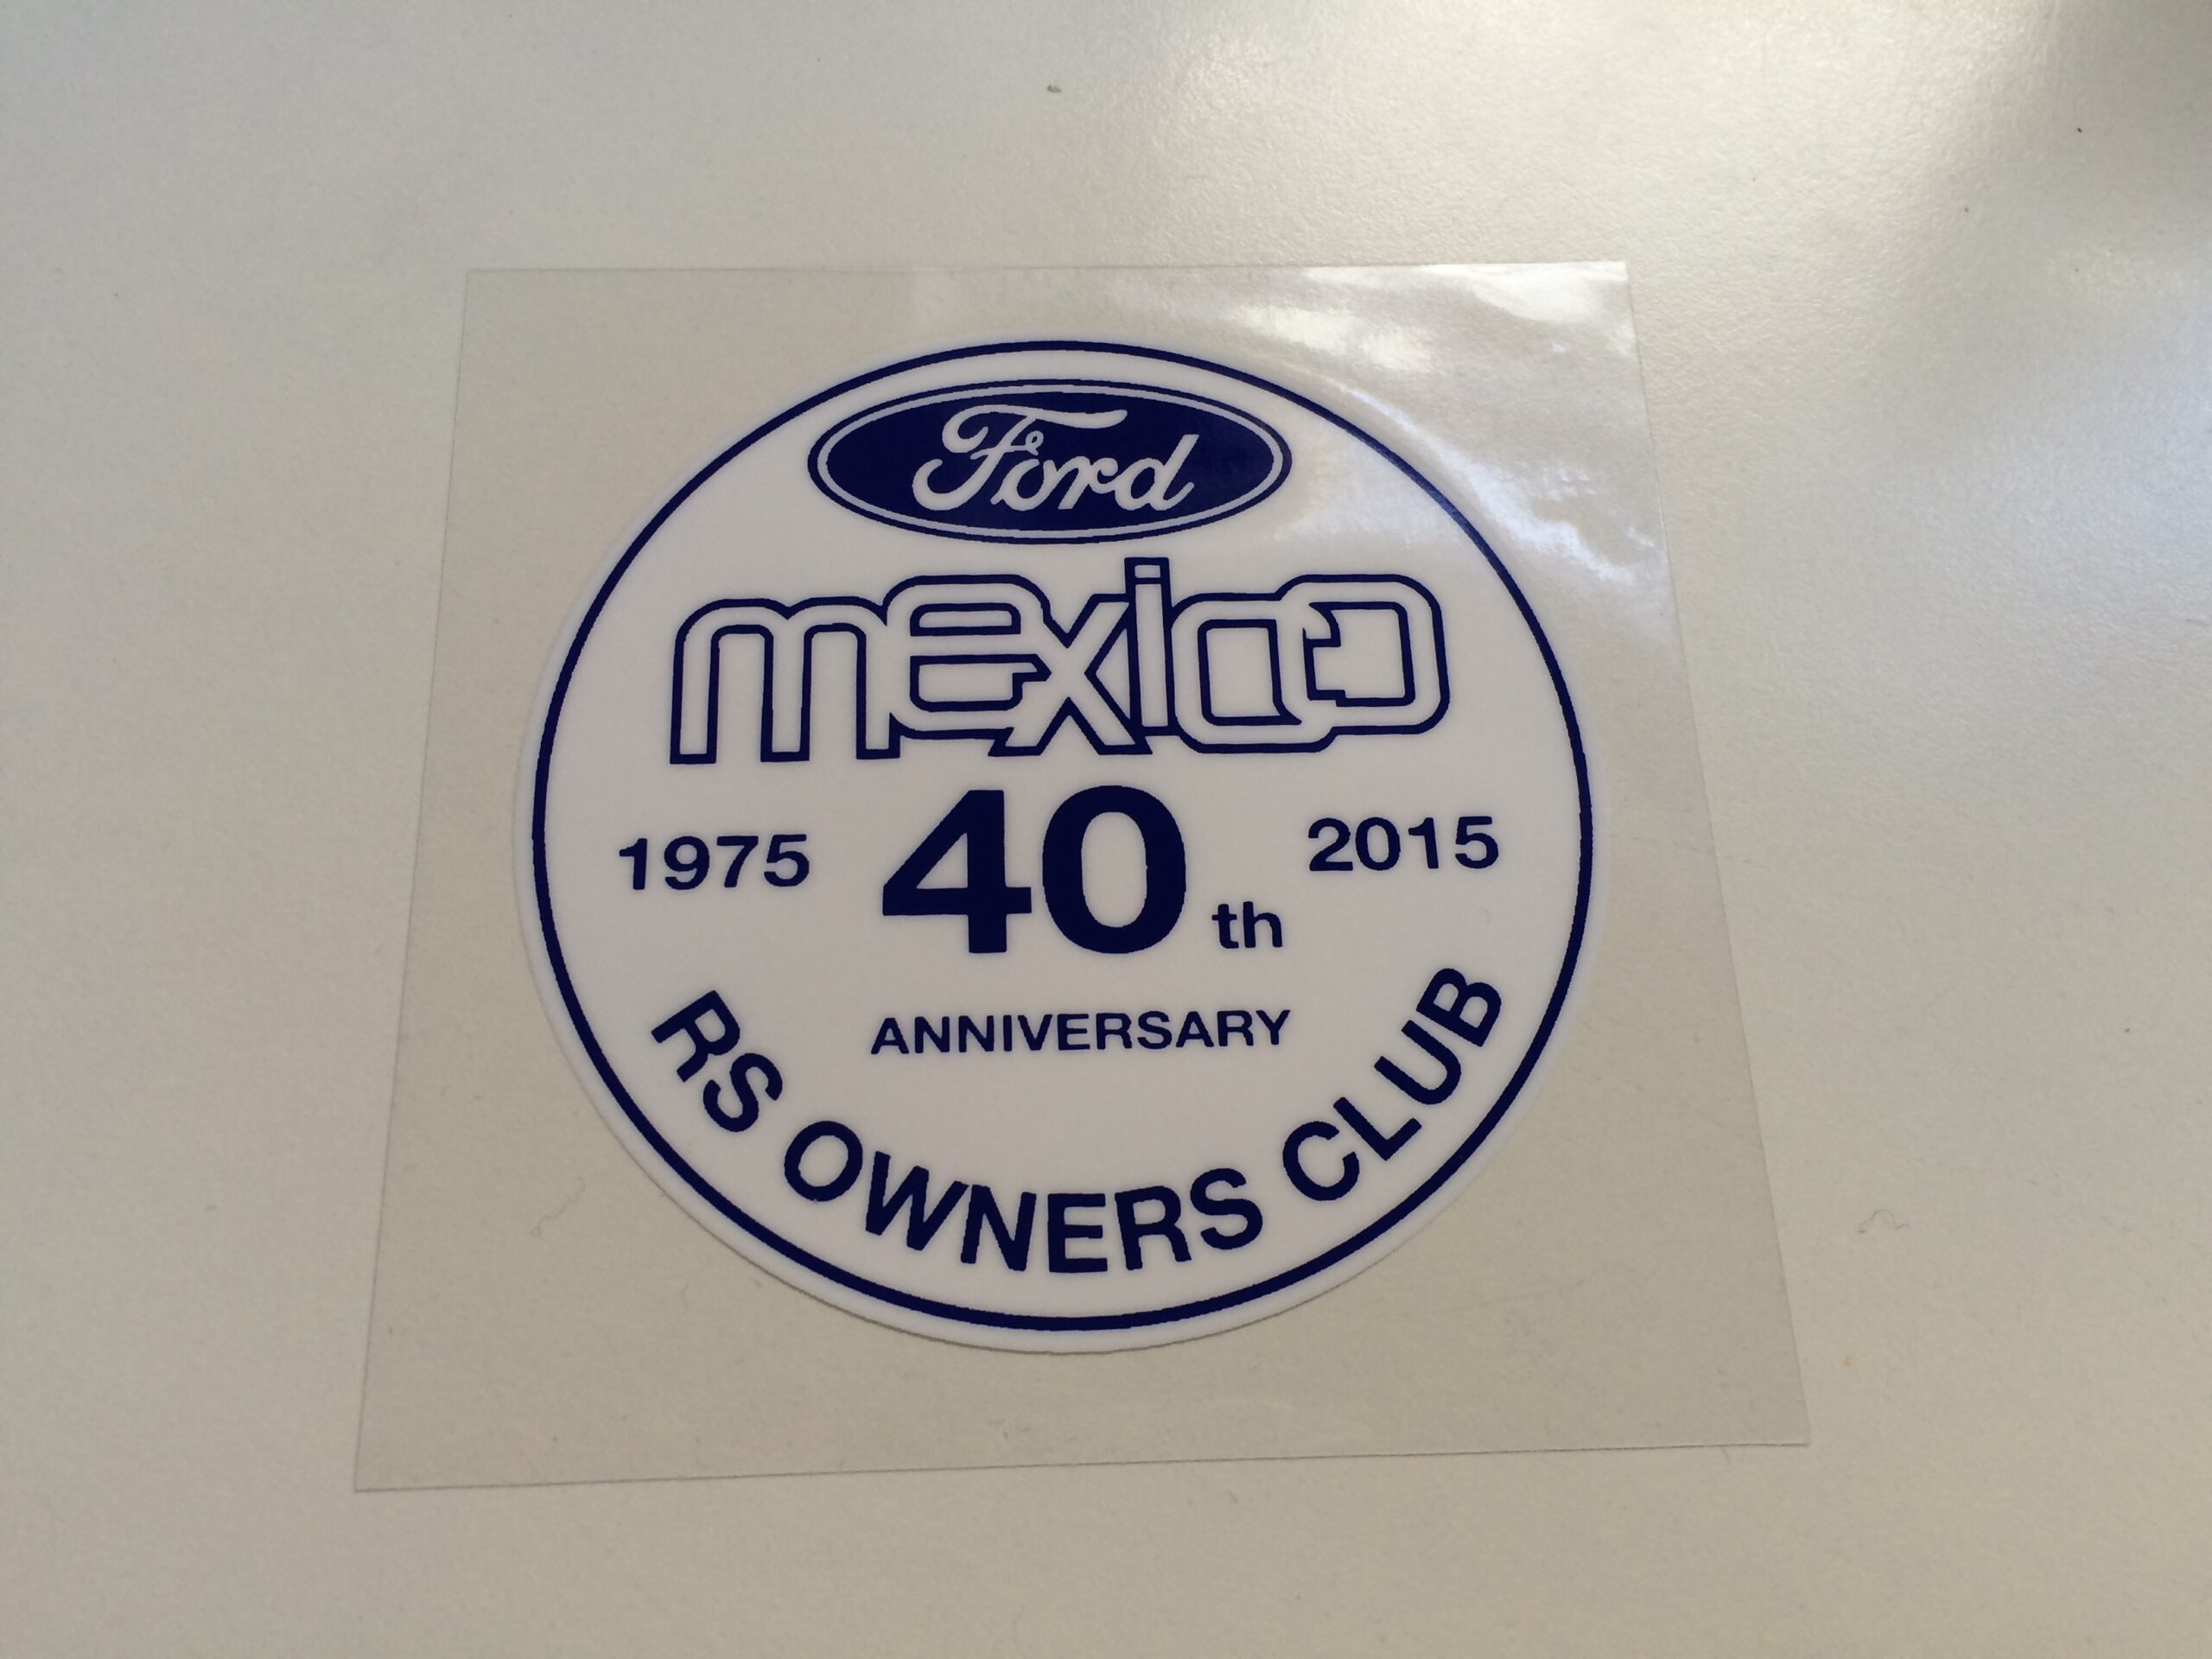 Ford
mexico
1975 40th 2015
ANNIVERSARY
RS OWNERS CLUB